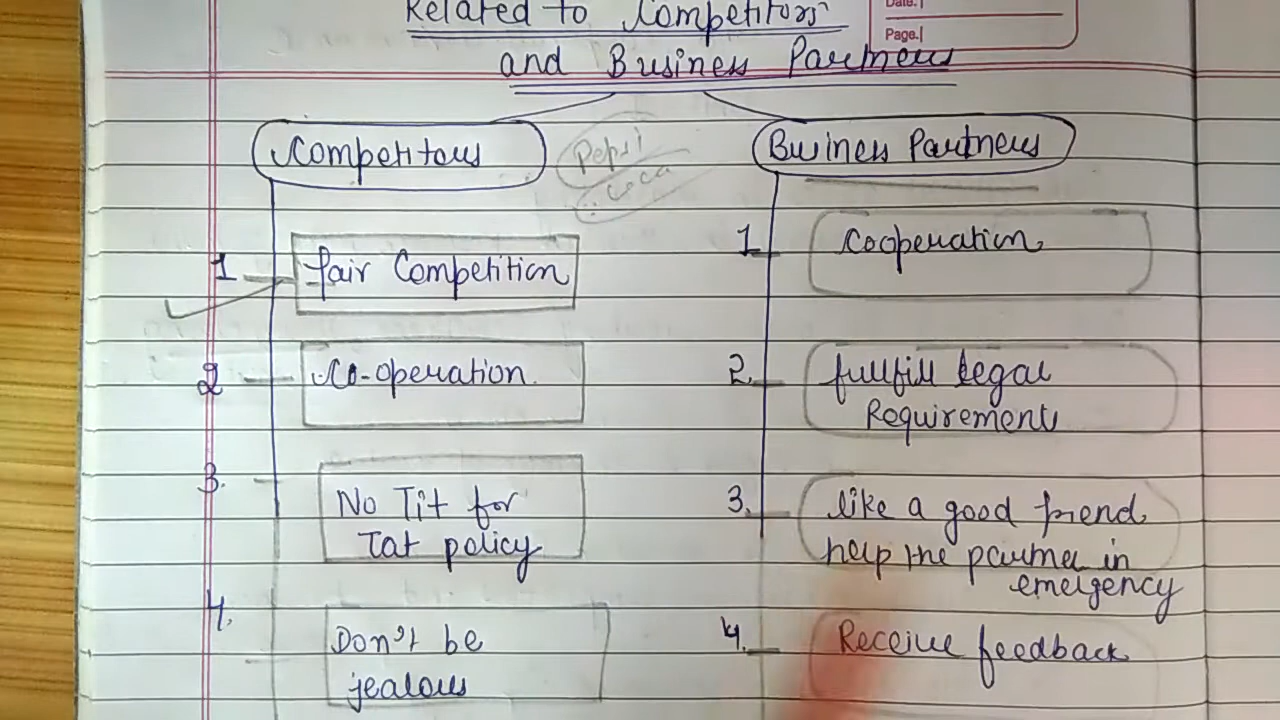 Related to Competitors
Date.
Page.
and Business Partners
Competitors
Pepsi
Coca
Business Partners
1 fair Competition
2 Co-operation.
3. No Tit for
Tat policy
4. Don't be
jealous
1. Cooperation
2. fullfill Legal
Requirement
3. like a good friend
help the partner in
emergency
4. Receive feedback